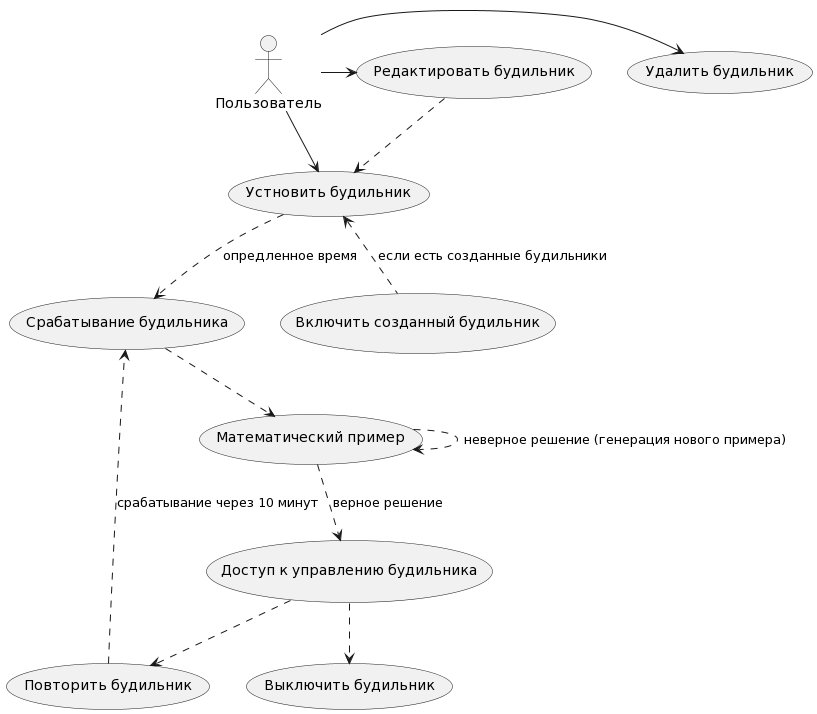 Редактировать будильник
Удалить будильник
Пользователь
Устновить будильник
опредленное время
если есть созданные будильники
Срабатывание будильника
Включить созданный будильник
Математический пример
неверное решение (генерация нового примера)
срабатывание через 10 минут
верное решение
Доступ к управлению будильника
Повторить будильник
Выключить будильник